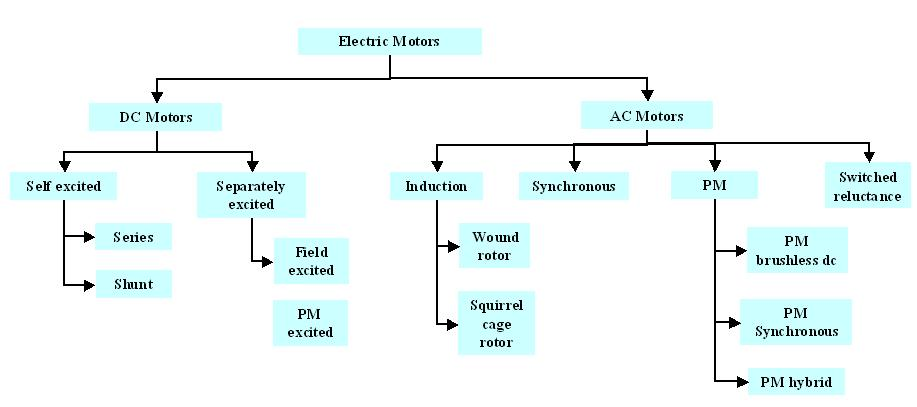 Electric Motors
DC Motors
AC Motors
Self excited
Separately
excited
Induction
Synchronous
PM
Switched
reluctance
Series
Shunt
Field
excited
PM
excited
Wound
rotor
Squirrel
cage
rotor
PM
brushless dc
PM
Synchronous
PM hybrid